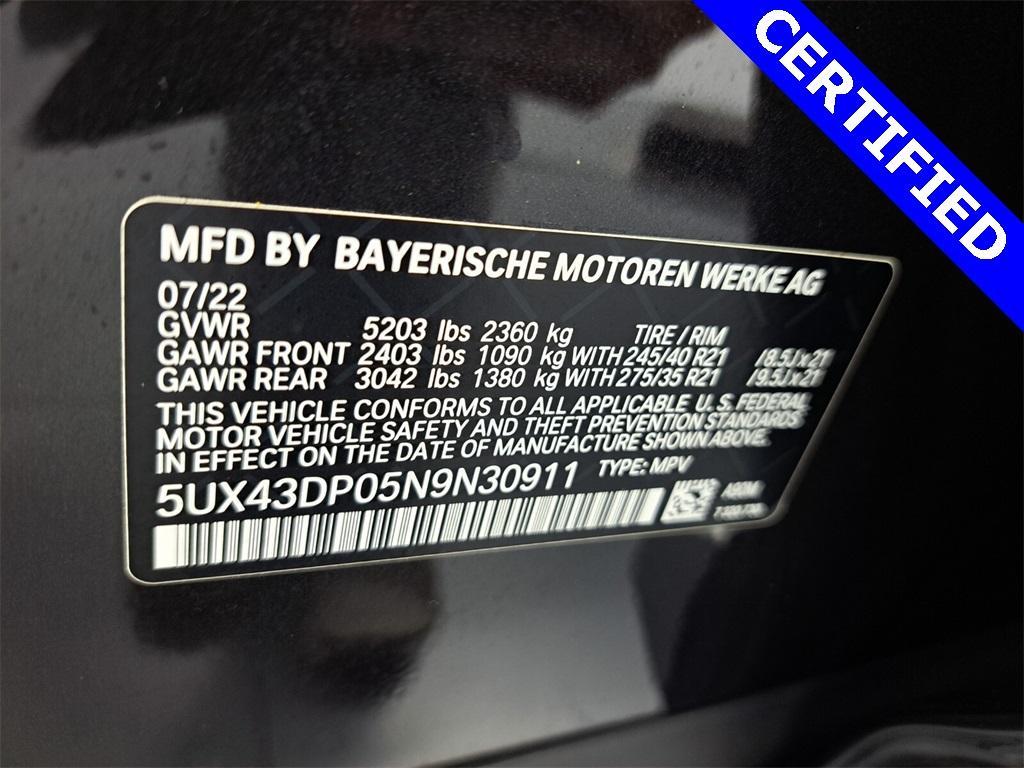 CERTIFIED
MFD BY BAYERISCHE MOTOREN WERKE AG
07/22
GVWR 5203 lbs 2360 kg TIRE / RIM
GAWR FRONT 2403 lbs 1090 kg WITH 245/40 R21 /8.5Jx21
GAWR REAR 3042 lbs 1380 kg WITH 275/35 R21 /9.5Jx21
THIS VEHICLE CONFORMS TO ALL APPLICABLE U. S. FEDERAL
MOTOR VEHICLE SAFETY AND THEFT PREVENTION STANDARDS
IN EFFECT ON THE DATE OF MANUFACTURE SHOWN ABOVE.
5UX43DP05N9N30911 TYPE: MPV